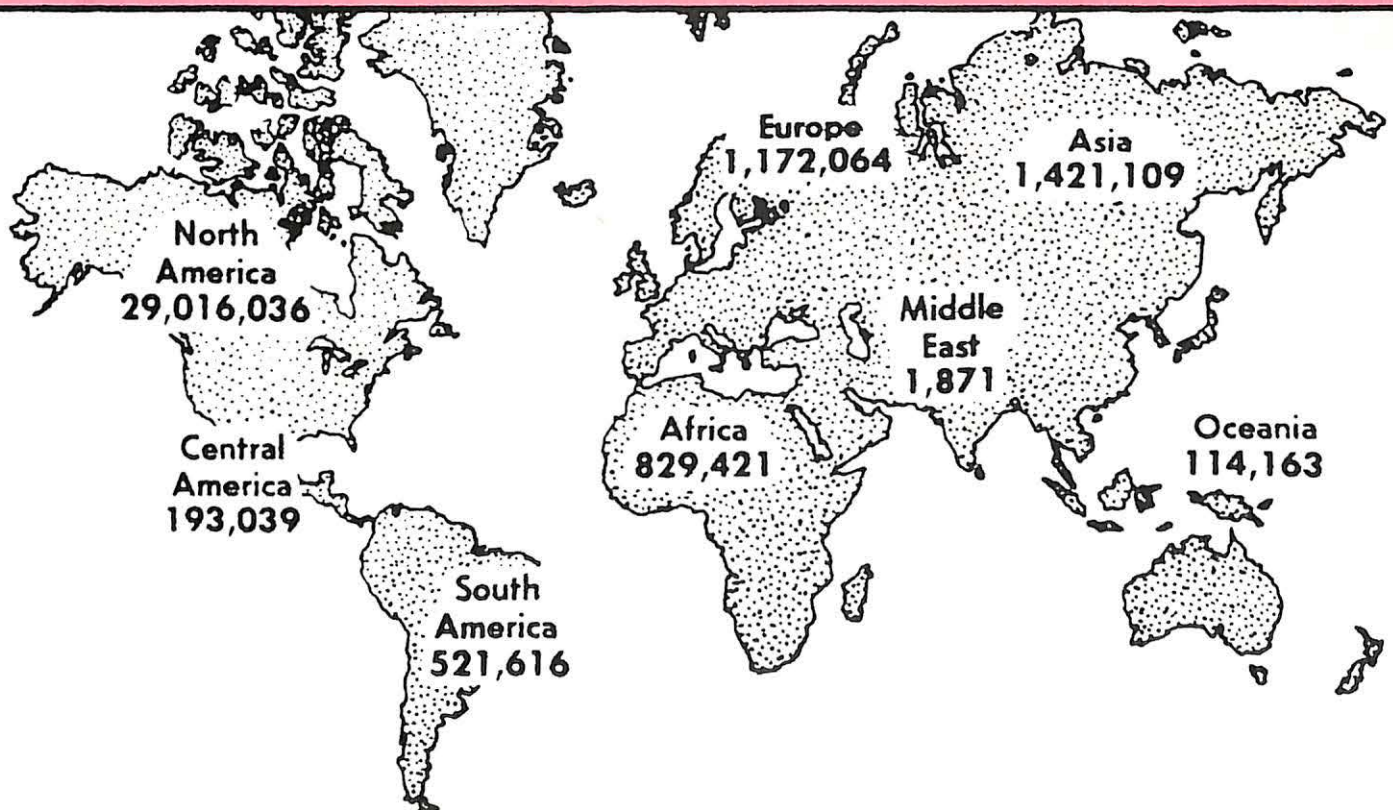 Europe
1,172,064
Asia
1,421,109
North
America
29,016,036
Middle
East
1,871
Africa
829,421
Oceania
114,163
Central
America
193,039
South
America
521,616